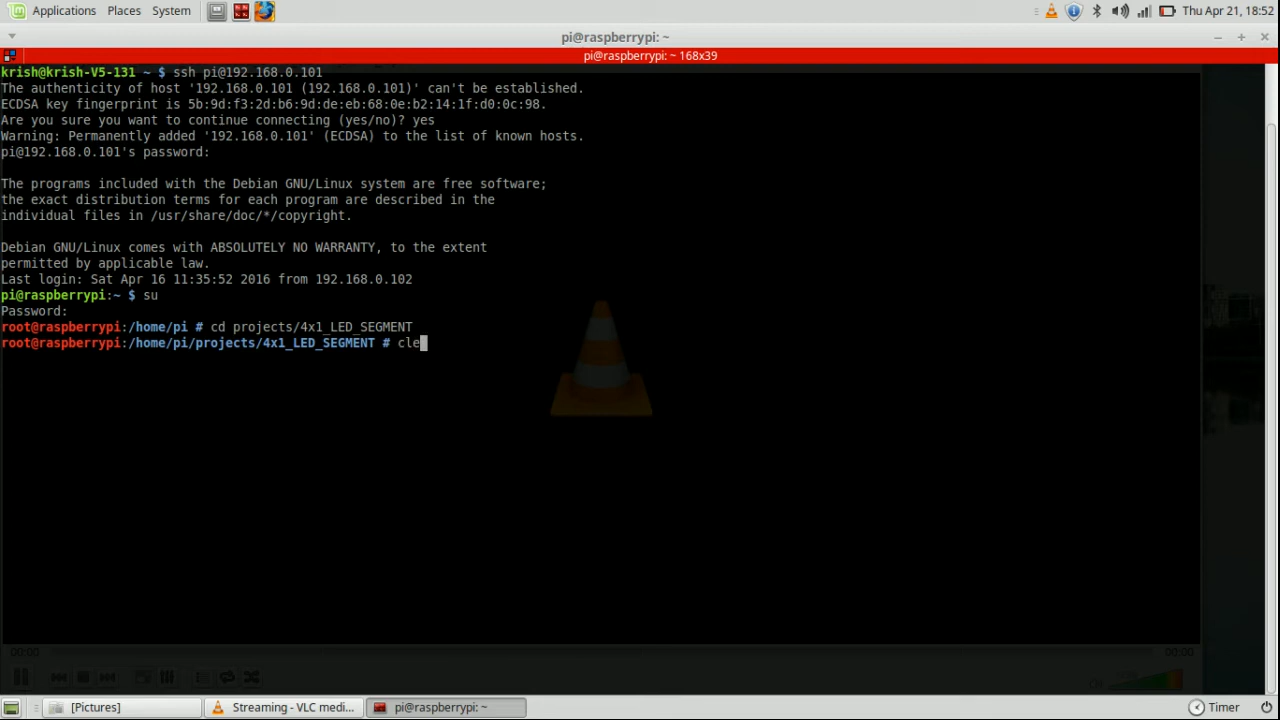 Applications Places System Thu Apr 21, 18:52
pi@raspberrypi: ~
pi@raspberrypi: ~ 168x39
krish@krish-V5-131 ~ $ ssh pi@192.168.0.101
The authenticity of host '192.168.0.101 (192.168.0.101)' can't be established.
ECDSA key fingerprint is 5b:9d:f3:2d:b6:9d:de:eb:68:0e:b2:14:1f:d0:0c:98.
Are you sure you want to continue connecting (yes/no)? yes
Warning: Permanently added '192.168.0.101' (ECDSA) to the list of known hosts.
pi@192.168.0.101's password:
The programs included with the Debian GNU/Linux system are free software;
the exact distribution terms for each program are described in the
individual files in /usr/share/doc/*/copyright.
Debian GNU/Linux comes with ABSOLUTELY NO WARRANTY, to the extent
permitted by applicable law.
Last login: Sat Apr 16 11:35:52 2016 from 192.168.0.102
pi@raspberrypi:~ $ su
Password:
root@raspberrypi:/home/pi # cd projects/4x1_LED_SEGMENT
root@raspberrypi:/home/pi/projects/4x1_LED_SEGMENT # cle
00:00 00:00
[Pictures] Streaming - VLC medi... pi@raspberrypi: ~ Timer